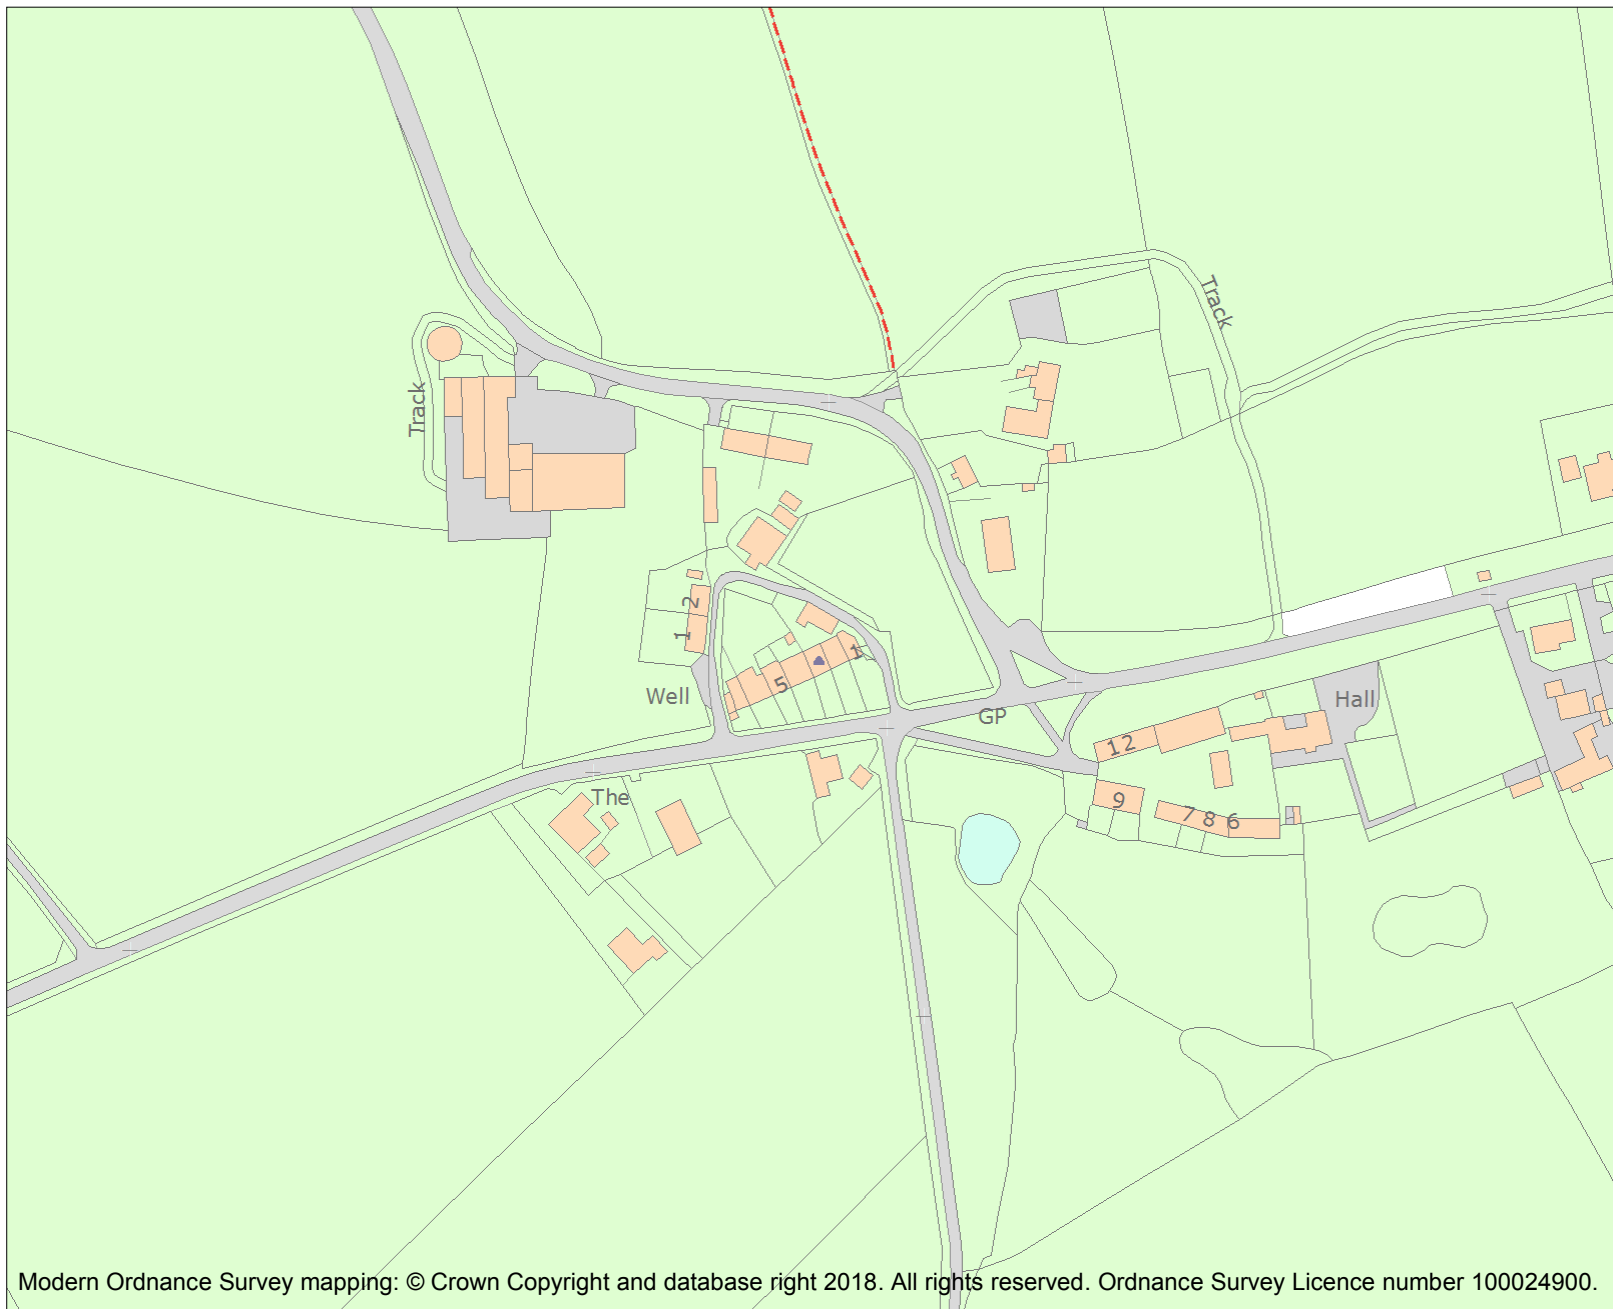 Track
Track
2
1
1
5
Well
Hall
GP
12
The
9
7 8 6
Modern Ordnance Survey mapping: © Crown Copyright and database right 2018. All rights reserved. Ordnance Survey Licence number 100024900.